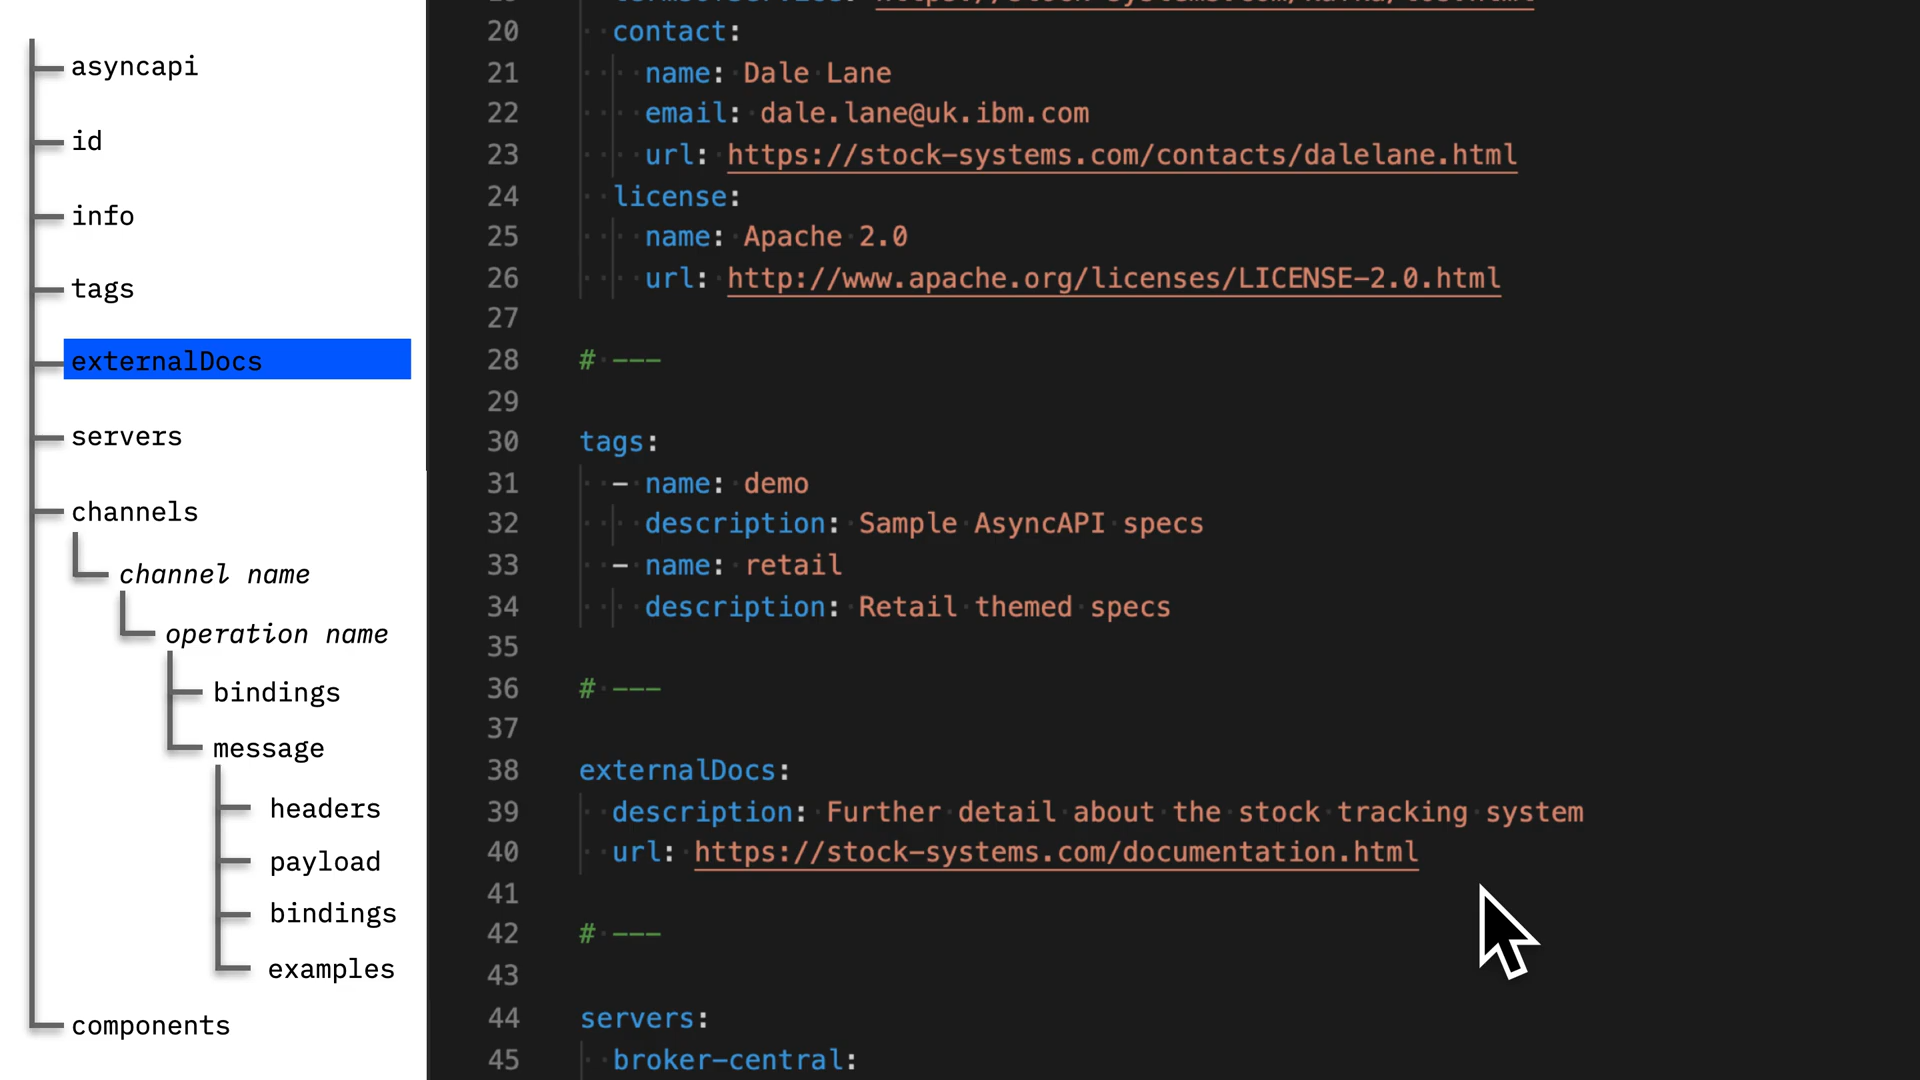 asyncapi
id
info
tags
externalDocs
servers
channels
channel name
operation name
bindings
message
headers
payload
bindings
examples
components
20 contact:
21 name: Dale Lane
22 email: dale.lane@uk.ibm.com
23 url: https://stock-systems.com/contacts/dalelane.html
24 license:
25 name: Apache 2.0
26 url: http://www.apache.org/licenses/LICENSE-2.0.html
27
28 # ---
29
30 tags:
31 - name: demo
32 description: Sample AsyncAPI specs
33 - name: retail
34 description: Retail themed specs
35
36 # ---
37
38 externalDocs:
39 description: Further detail about the stock tracking system
40 url: https://stock-systems.com/documentation.html
41
42 # ---
43
44 servers:
45 broker-central: